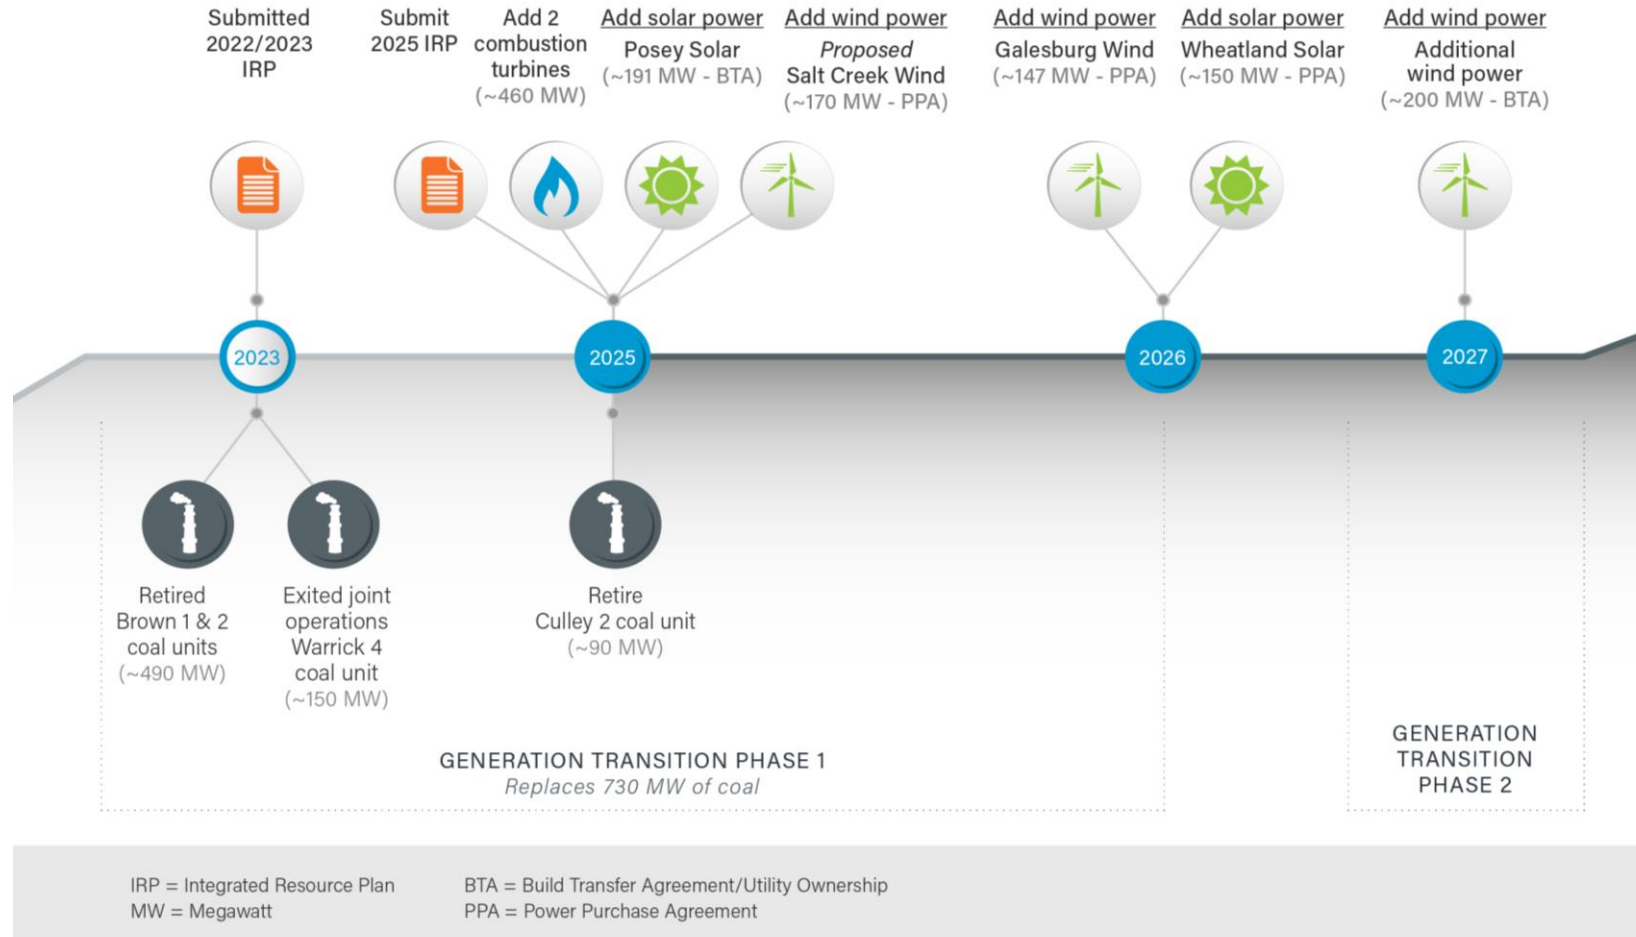 Submitted
2022/2023
IRP
Submit
2025 IRP
Add 2
combustion
turbines
(~460 MW)
Add solar power
Posey Solar
(~191 MW - BTA)
Add wind power
Proposed
Salt Creek Wind
(~170 MW - PPA)
Add wind power
Galesburg Wind
(~147 MW - PPA)
Add solar power
Wheatland Solar
(~150 MW - PPA)
Add wind power
Additional
wind power
(~200 MW - BTA)
2023
2025
2026
2027
Retired
Brown 1 & 2
coal units
(~490 MW)
Exited joint
operations
Warrick 4
coal unit
(~150 MW)
Retire
Culley 2 coal unit
(~90 MW)
GENERATION TRANSITION PHASE 1
Replaces 730 MW of coal
GENERATION
TRANSITION
PHASE 2
IRP = Integrated Resource Plan
MW = Megawatt
BTA = Build Transfer Agreement/Utility Ownership
PPA = Power Purchase Agreement